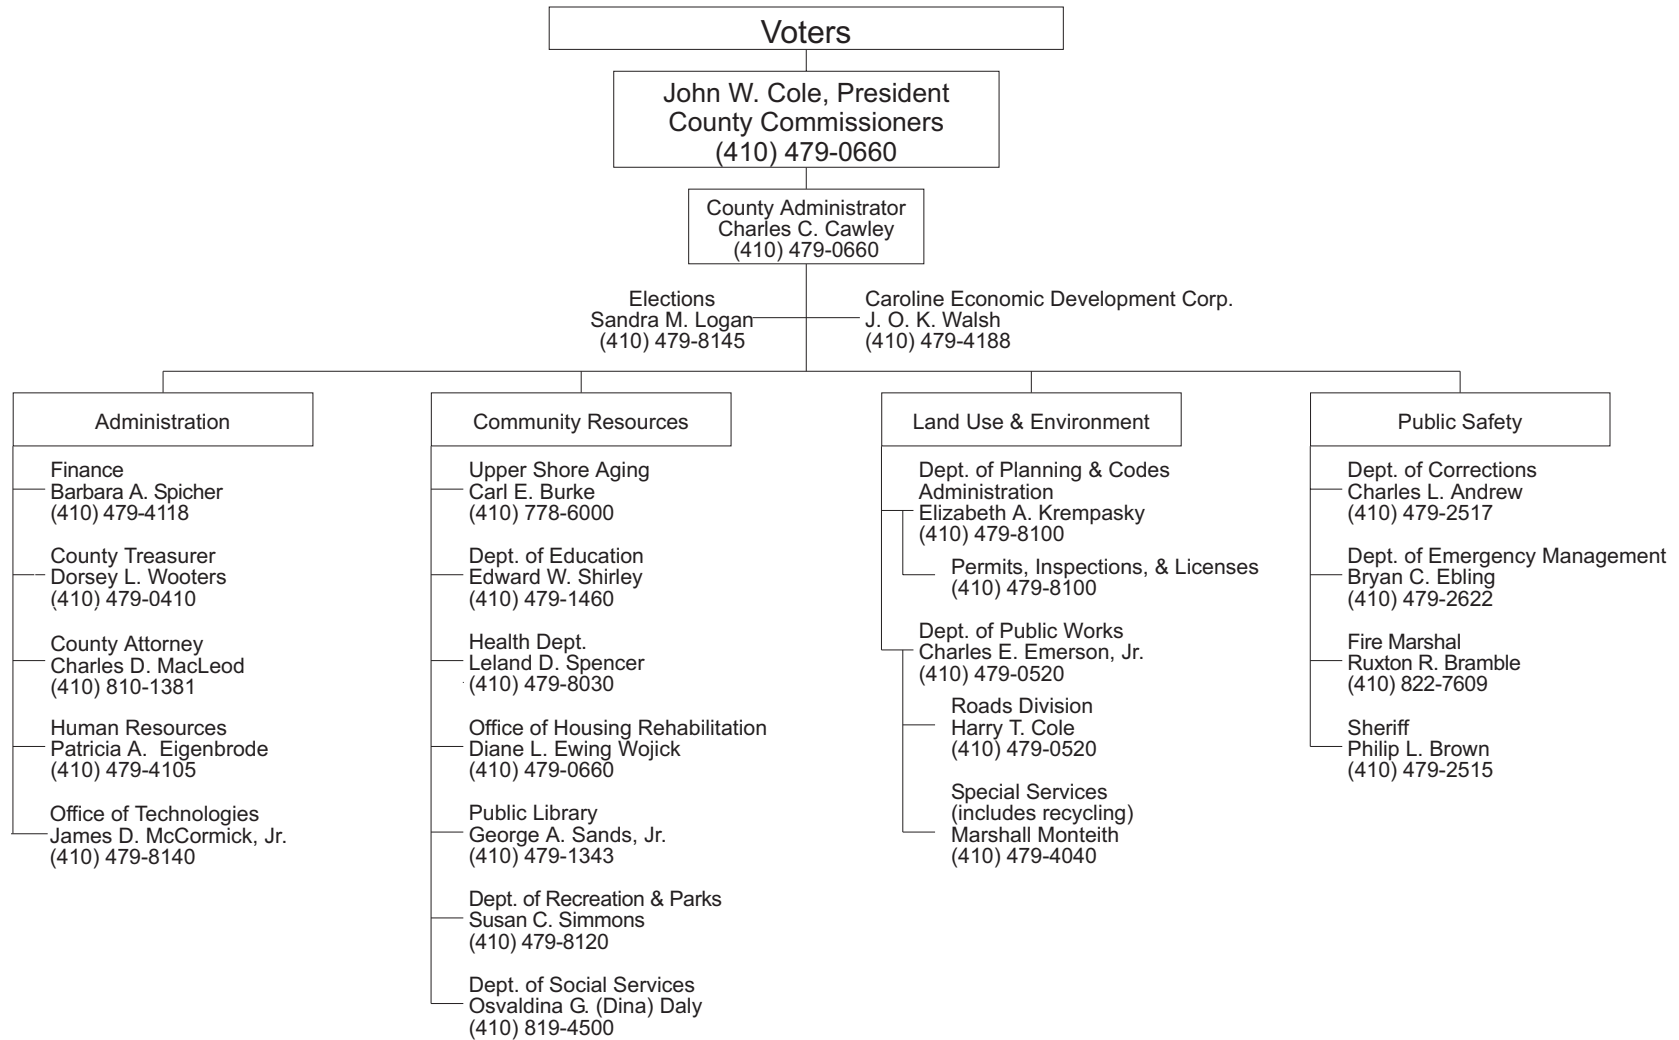 Voters
John W. Cole, President
County Commissioners
(410) 479-0660
County Administrator
Charles C. Cawley
(410) 479-0660
Elections
Sandra M. Logan
(410) 479-8145
Caroline Economic Development Corp.
J. O. K. Walsh
(410) 479-4188
Administration
Finance
Barbara A. Spicher
(410) 479-4118
County Treasurer
Dorsey L. Wooters
(410) 479-0410
County Attorney
Charles D. MacLeod
(410) 810-1381
Human Resources
Patricia A. Eigenbrode
(410) 479-4105
Office of Technologies
James D. McCormick, Jr.
(410) 479-8140
Community Resources
Upper Shore Aging
Carl E. Burke
(410) 778-6000
Dept. of Education
Edward W. Shirley
(410) 479-1460
Health Dept.
Leland D. Spencer
(410) 479-8030
Office of Housing Rehabilitation
Diane L. Ewing Wojick
(410) 479-0660
Public Library
George A. Sands, Jr.
(410) 479-1343
Dept. of Recreation & Parks
Susan C. Simmons
(410) 479-8120
Dept. of Social Services
Osvaldina G. (Dina) Daly
(410) 819-4500
Land Use & Environment
Dept. of Planning & Codes
Administration
Elizabeth A. Krempasky
(410) 479-8100
Permits, Inspections, & Licenses
(410) 479-8100
Dept. of Public Works
Charles E. Emerson, Jr.
(410) 479-0520
Roads Division
Harry T. Cole
(410) 479-0520
Special Services
(includes recycling)
Marshall Monteith
(410) 479-4040
Public Safety
Dept. of Corrections
Charles L. Andrew
(410) 479-2517
Dept. of Emergency Management
Bryan C. Ebling
(410) 479-2622
Fire Marshal
Ruxton R. Bramble
(410) 822-7609
Sheriff
Philip L. Brown
(410) 479-2515